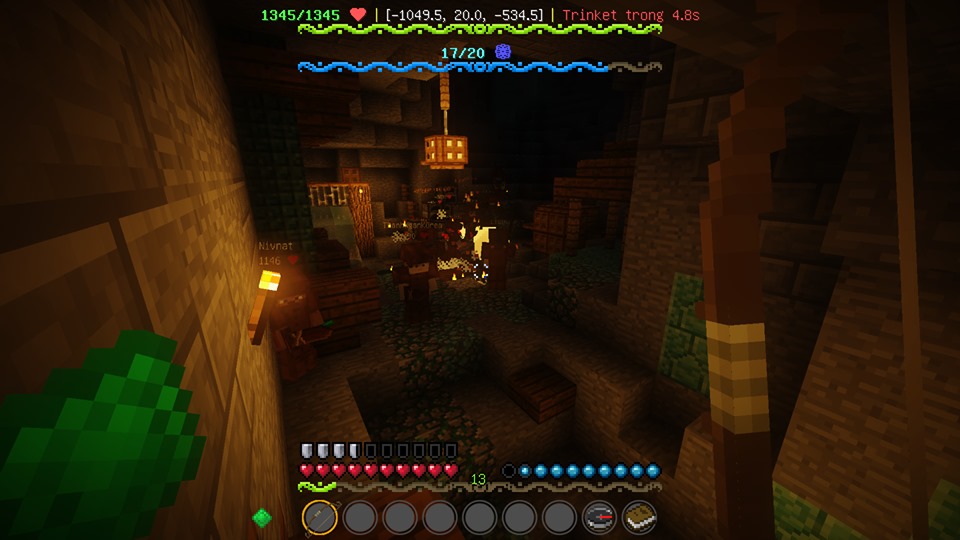 1345/1345 ❤ | [-1049.5, 20.0, -534.5] | Trinket trong 4.8s
17/20
Nivnat
1146 ❤
13